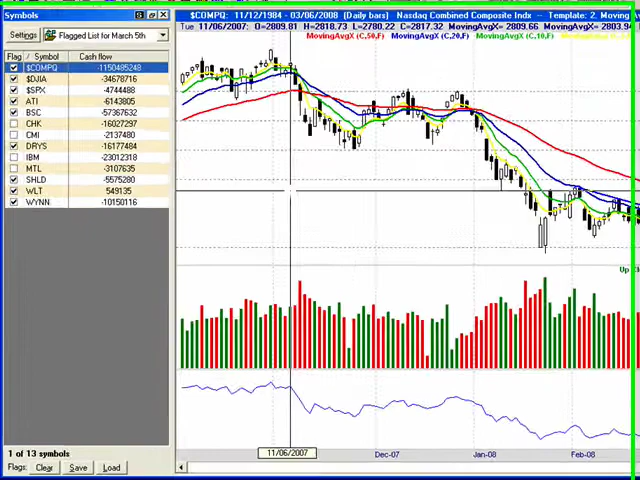 Symbols
$COMPQ: 11/12/1984 - 03/06/2008 (Daily bars) Nasdaq Combined Composite Indx -- Template: 2. Moving
Settings Flagged List for March 5th
Tue 11/06/2007: O=2809.81 H=2818.73 L=2780.22 C=2817.32 MovingAvgX= 2809.66 MovingAvgX= 2803.94
MovingAvgX (C,50,F) MovingAvgX (C,20,F) MovingAvgX (C,10,F)
Flag / Symbol Cash flow
$COMPQ -1150485248
$DJIA -34678716
$SPX -4744488
ATI -6143805
BSC -57367632
CHK -16027297
CMI -2137480
DRYS -16177484
IBM -23012318
MTL -3107635
SHLD -5575280
WLT 549135
WYNN -10150116
11/06/2007 Dec-07 Jan-08 Feb-08
1 of 13 symbols
Flags: Clear Save Load